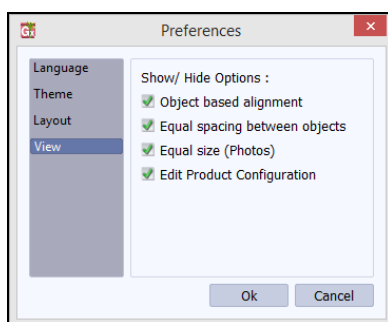 Gx
Preferences
Language
Theme
Layout
View
Show/ Hide Options :
Object based alignment
Equal spacing between objects
Equal size (Photos)
Edit Product Configuration
Ok
Cancel